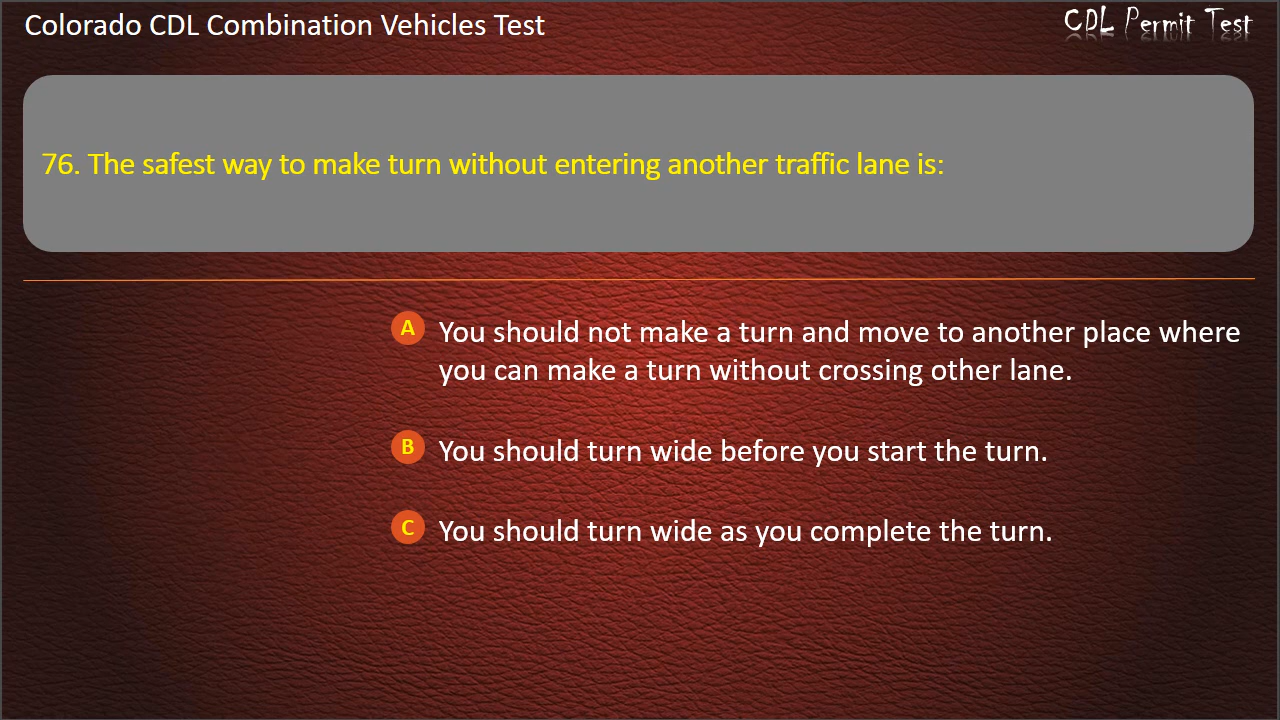 Colorado CDL Combination Vehicles Test
CDL Permit Test
76. The safest way to make turn without entering another traffic lane is:
A You should not make a turn and move to another place where
you can make a turn without crossing other lane.
B You should turn wide before you start the turn.
C You should turn wide as you complete the turn.